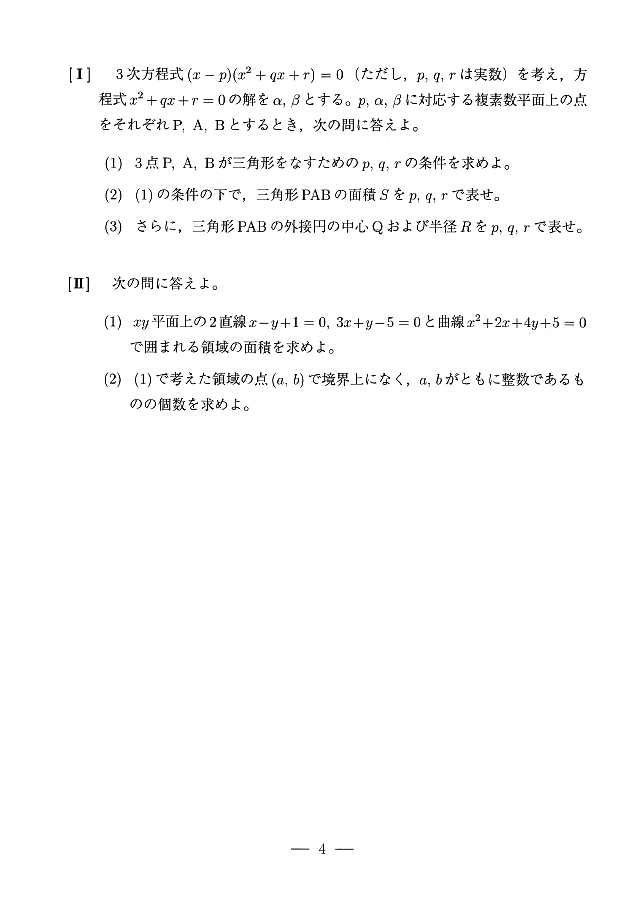 [Ⅰ] 3次方程式 (x − p)(x² + qx + r) = 0 (ただし, p, q, r は実数) を考え, 方
程式 x² + qx + r = 0 の解を α, β とする。p, α, β に対応する複素数平面上の点
をそれぞれ P, A, B とするとき, 次の問に答えよ。
(1) 3点 P, A, B が三角形をなすための p, q, r の条件を求めよ。
(2) (1) の条件の下で, 三角形 PAB の面積 S を p, q, r で表せ。
(3) さらに, 三角形 PAB の外接円の中心 Q および半径 R を p, q, r で表せ。
[Ⅱ] 次の問に答えよ。
(1) xy 平面上の 2 直線 x − y + 1 = 0, 3x + y − 5 = 0 と曲線 x² + 2x + 4y + 5 = 0
で囲まれる領域の面積を求めよ。
(2) (1) で考えた領域の点 (a, b) で境界上になく, a, b がともに整数であるも
のの個数を求めよ。
— 4 —